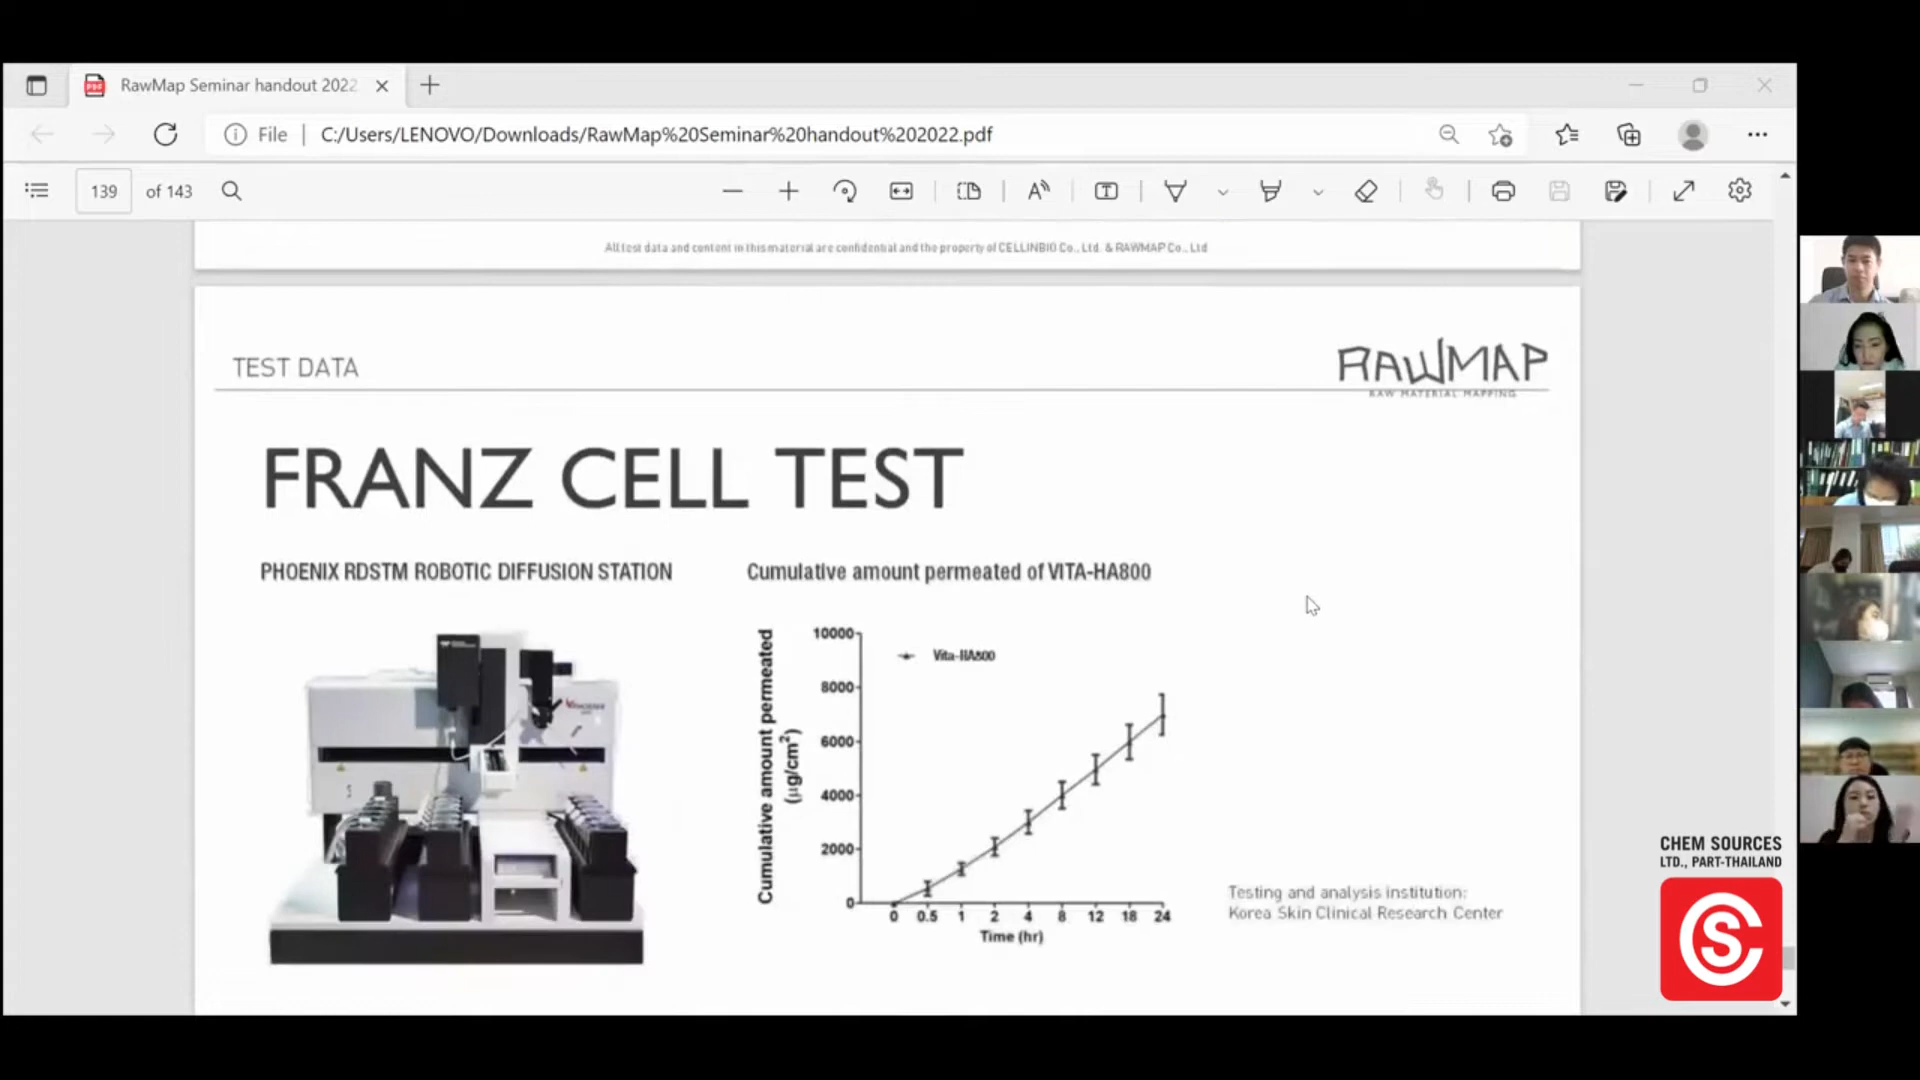 RawMap Seminar handout 2022
File
C:/Users/LENOVO/Downloads/RawMap%20Seminar%20handout%202022.pdf
139 of 143
All test data and content in this material are confidential and the property of CELLINBIO Co., Ltd. & RAWMAP Co., Ltd
TEST DATA
RAWMAP
RAW MATERIAL MAPPING
FRANZ CELL TEST
PHOENIX RDSTM ROBOTIC DIFFUSION STATION
Cumulative amount permeated of VITA-HA800
Cumulative amount permeated
(μg/cm²)
10000
8000
6000
4000
2000
0
Vita-HA800
0 0.5 1 2 4 8 12 18 24
Time (hr)
Testing and analysis institution:
Korea Skin Clinical Research Center
CHEM SOURCES
LTD., PART-THAILAND
CS